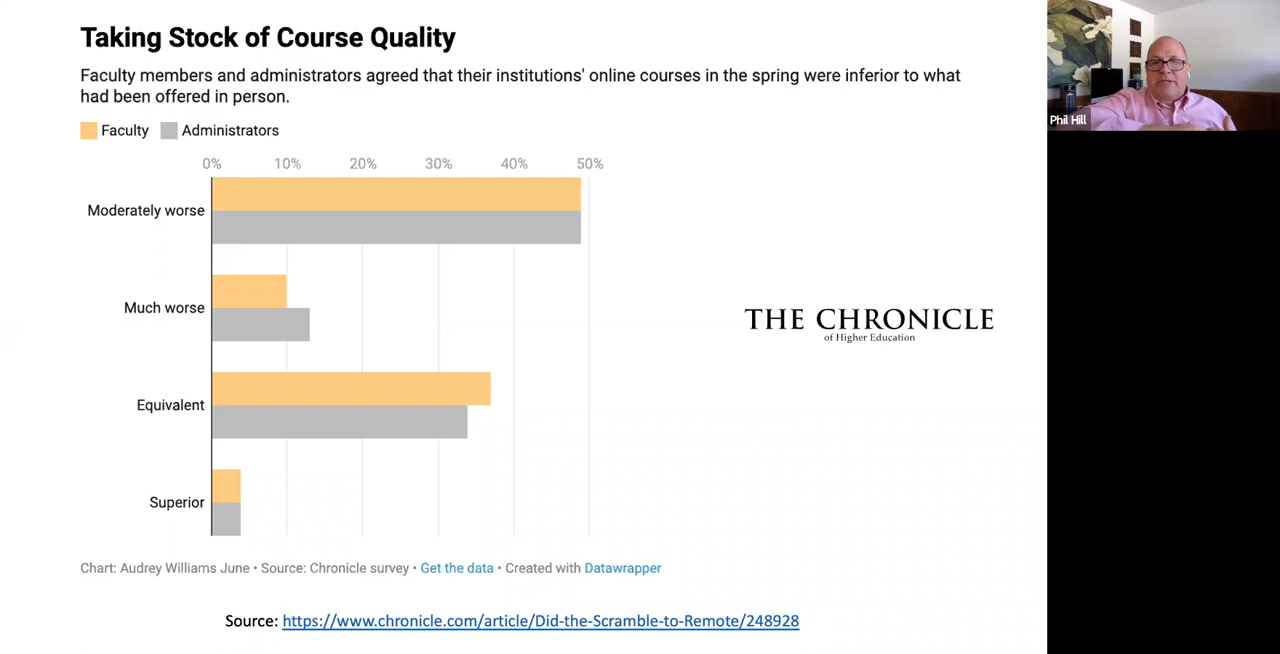 Taking Stock of Course Quality
Faculty members and administrators agreed that their institutions' online courses in the spring were inferior to what
had been offered in person.
Faculty Administrators
0% 10% 20% 30% 40% 50%
Moderately worse
Much worse
Equivalent
Superior
Chart: Audrey Williams June • Source: Chronicle survey • Get the data • Created with Datawrapper
Source: https://www.chronicle.com/article/Did-the-Scramble-to-Remote/248928
THE CHRONICLE
of Higher Education
Phil Hill